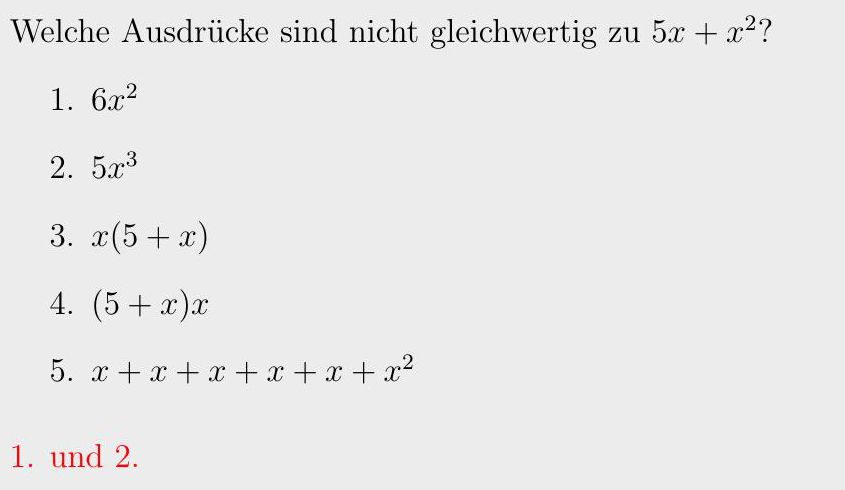 Welche Ausdrücke sind nicht gleichwertig zu 5x + x²?
1. 6x²
2. 5x³
3. x(5 + x)
4. (5 + x)x
5. x + x + x + x + x + x²
1. und 2.